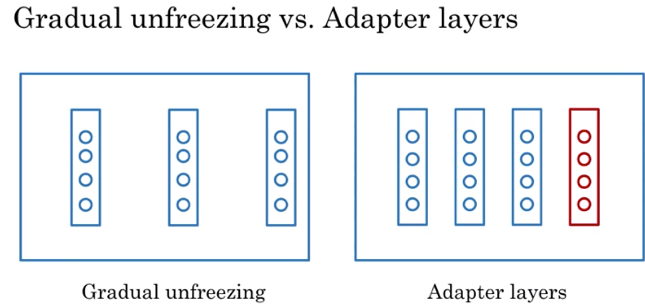 Gradual unfreezing vs. Adapter layers
Gradual unfreezing
Adapter layers